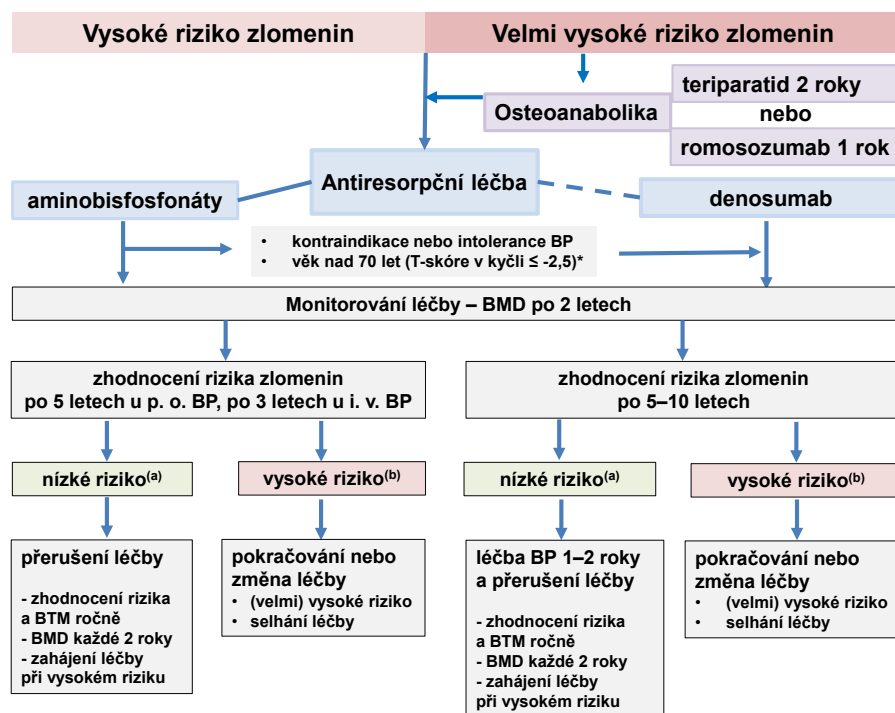 Vysoké riziko zlomenin
Velmi vysoké riziko zlomenin
teriparatid 2 roky
Osteoanabolika
nebo
romosozumab 1 rok
Antiresorpční léčba
aminobisfosfonáty
denosumab
• kontraindikace nebo intolerance BP
• věk nad 70 let (T-skóre v kyčli ≤ -2,5)*
Monitorování léčby – BMD po 2 letech
zhodnocení rizika zlomenin
po 5 letech u p. o. BP, po 3 letech u i. v. BP
zhodnocení rizika zlomenin
po 5–10 letech
nízké riziko(a)
vysoké riziko(b)
nízké riziko(a)
vysoké riziko(b)
přerušení léčby
- zhodnocení rizika
a BTM ročně
- BMD každé 2 roky
- zahájení léčby
při vysokém riziku
pokračování nebo
změna léčby
• (velmi) vysoké riziko
• selhání léčby
léčba BP 1–2 roky
a přerušení léčby
- zhodnocení rizika
a BTM ročně
- BMD každé 2 roky
- zahájení léčby
při vysokém riziku
pokračování nebo
změna léčby
• (velmi) vysoké riziko
• selhání léčby